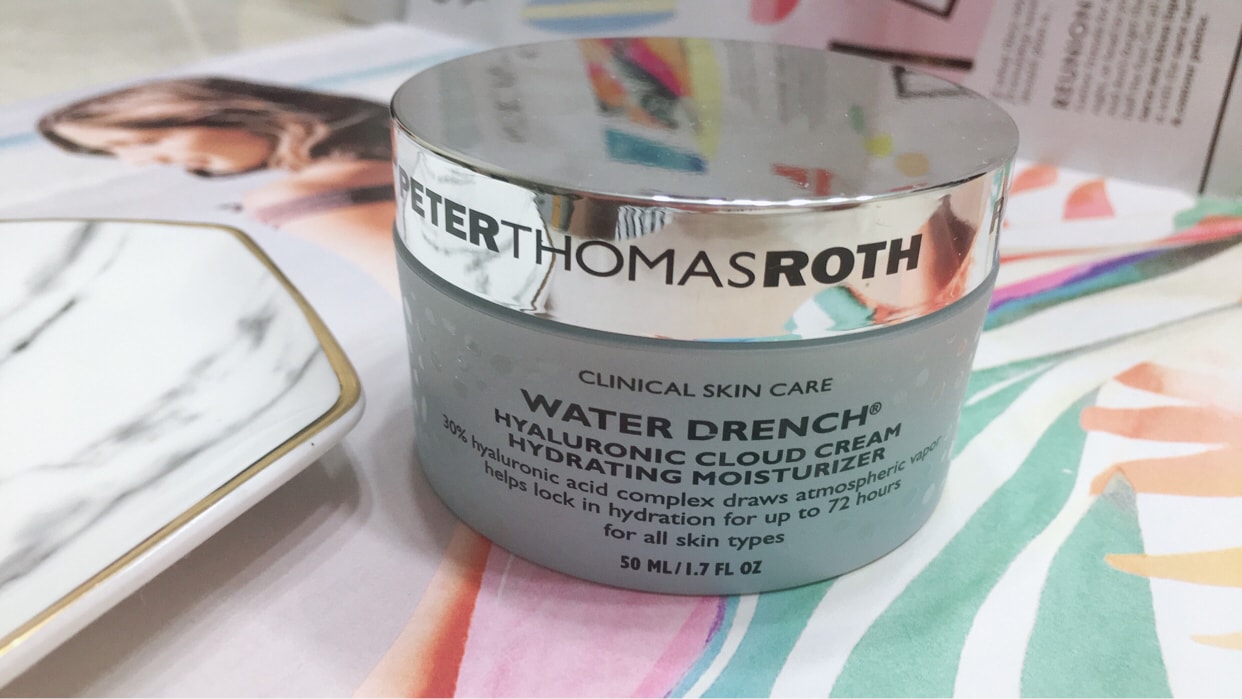 PETERTHOMASROTH
CLINICAL SKIN CARE
WATER DRENCH®
HYALURONIC CLOUD CREAM
HYDRATING MOISTURIZER
30% hyaluronic acid complex draws atmospheric vapor
helps lock in hydration for up to 72 hours
for all skin types
50 ML/1.7 FL OZ
REUNION